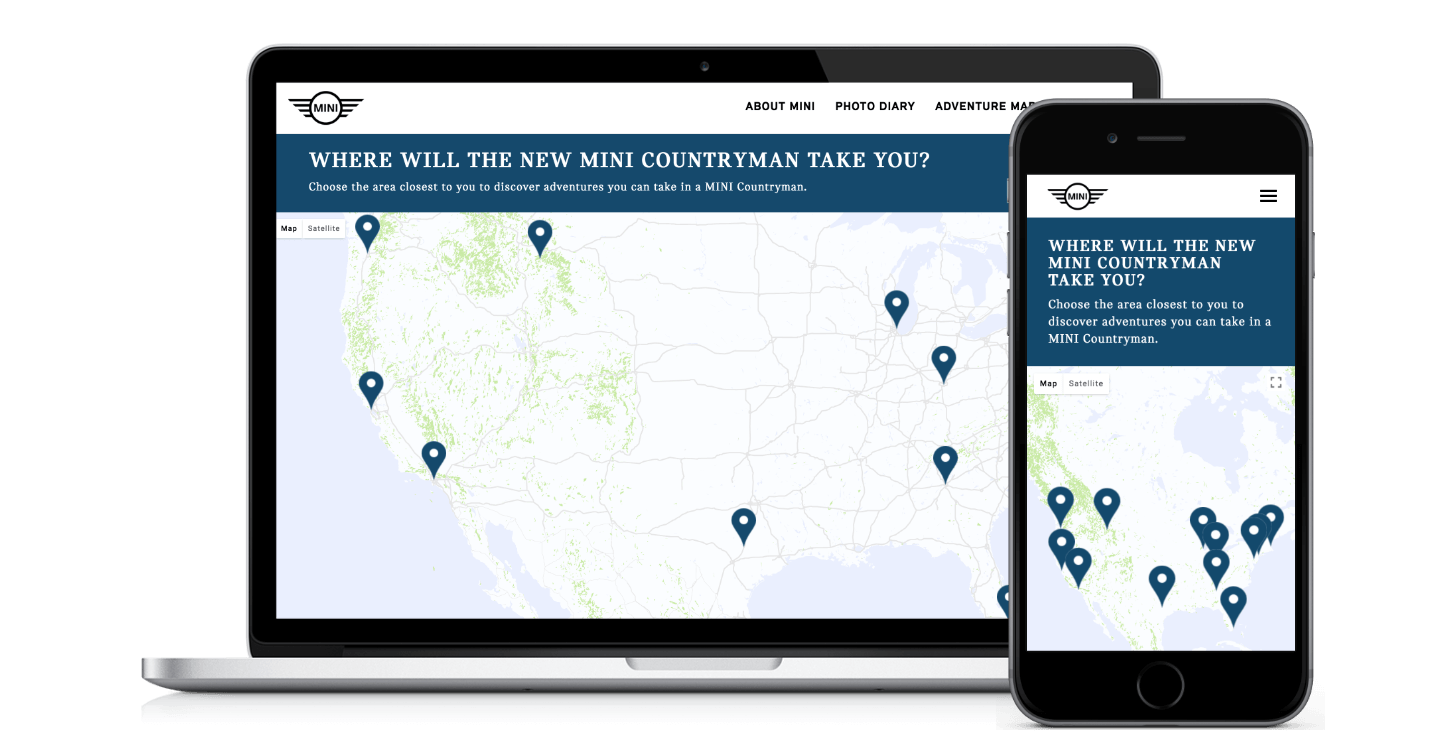 MINI
ABOUT MINI PHOTO DIARY ADVENTURE MAP
WHERE WILL THE NEW MINI COUNTRYMAN TAKE YOU?
Choose the area closest to you to discover adventures you can take in a MINI Countryman.
Map Satellite
MINI
WHERE WILL THE NEW
MINI COUNTRYMAN
TAKE YOU?
Choose the area closest to you to
discover adventures you can take in a
MINI Countryman.
Map Satellite